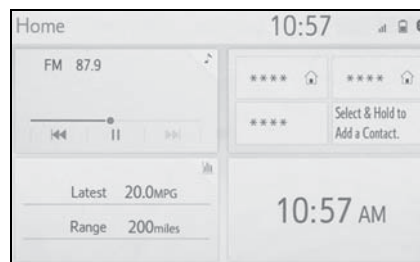 Home
10:57
FM 87.9
****
****
****
Select & Hold to
Add a Contact.
Latest 20.0MPG
Range 200miles
10:57 AM